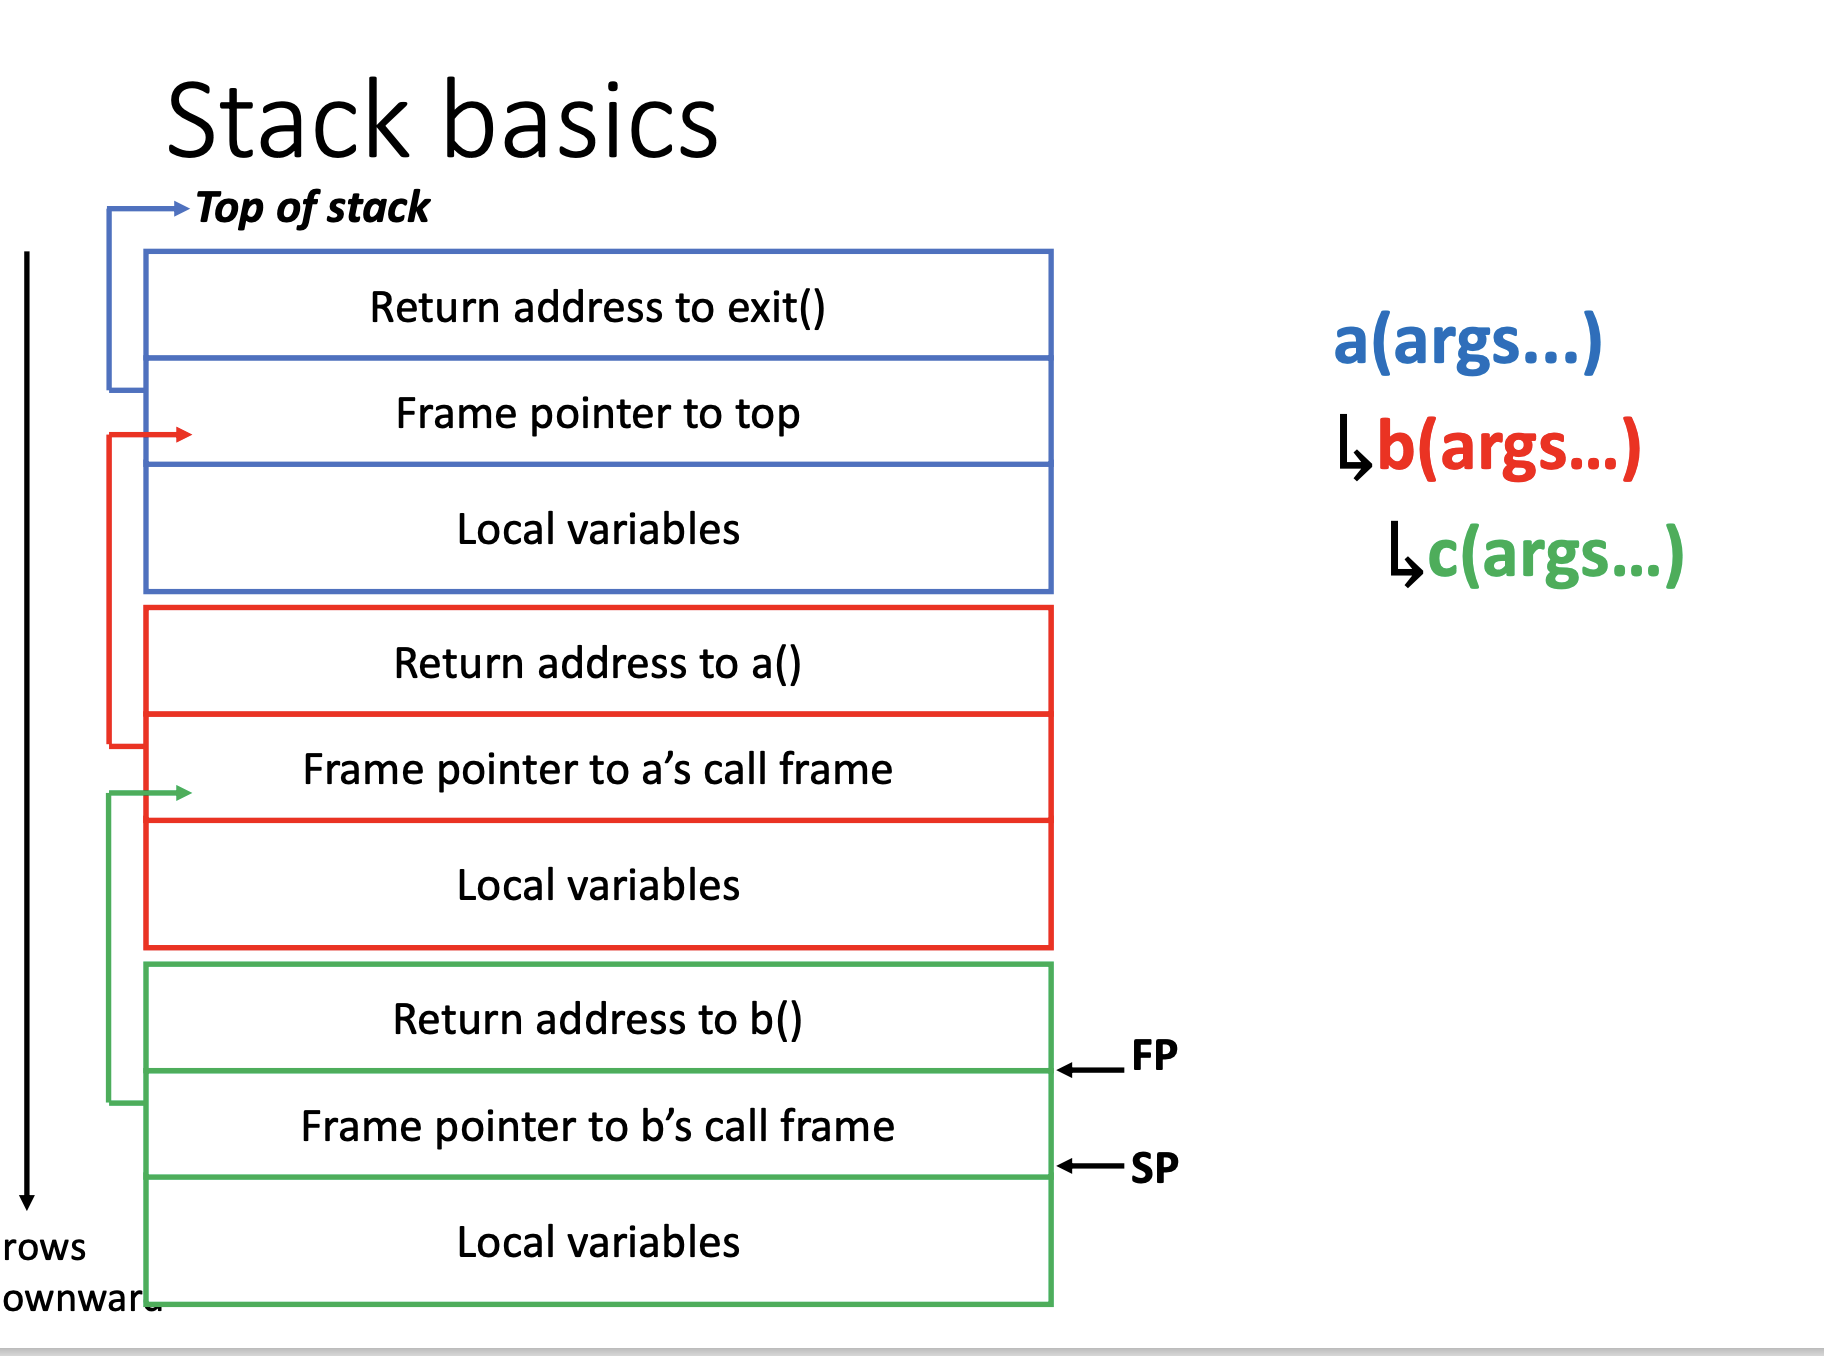 Stack basics
Top of stack
Return address to exit()
Frame pointer to top
Local variables
Return address to a()
Frame pointer to a’s call frame
Local variables
Return address to b()
Frame pointer to b’s call frame
Local variables
FP
SP
a(args...)
b(args...)
c(args...)
rows
ownward